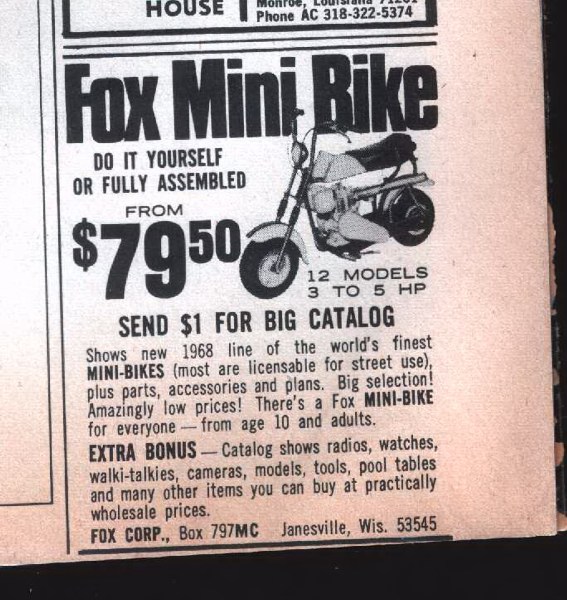 HOUSE
Monroe, Louisiana 71201
Phone AC 318-322-5374
Fox Mini Bike
DO IT YOURSELF
OR FULLY ASSEMBLED
FROM
$79.50
12 MODELS
3 TO 5 HP
SEND $1 FOR BIG CATALOG
Shows new 1968 line of the world's finest
MINI-BIKES (most are licensable for street use),
plus parts, accessories and plans. Big selection!
Amazingly low prices! There's a Fox MINI-BIKE
for everyone — from age 10 and adults.
EXTRA BONUS — Catalog shows radios, watches,
walki-talkies, cameras, models, tools, pool tables
and many other items you can buy at practically
wholesale prices.
FOX CORP., Box 797MC Janesville, Wis. 53545